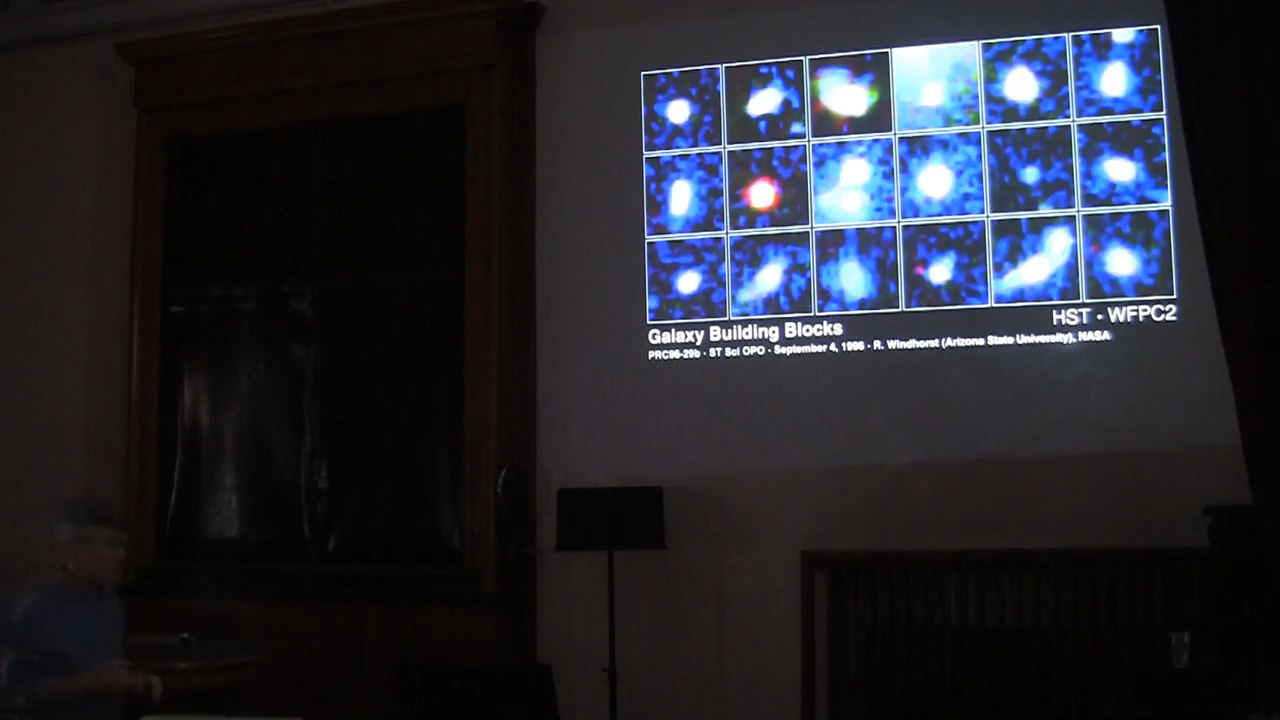 HST - WFPC2
Galaxy Building Blocks
PRC96-29b · ST ScI OPO · September 4, 1996 · R. Windhorst (Arizona State University), NASA